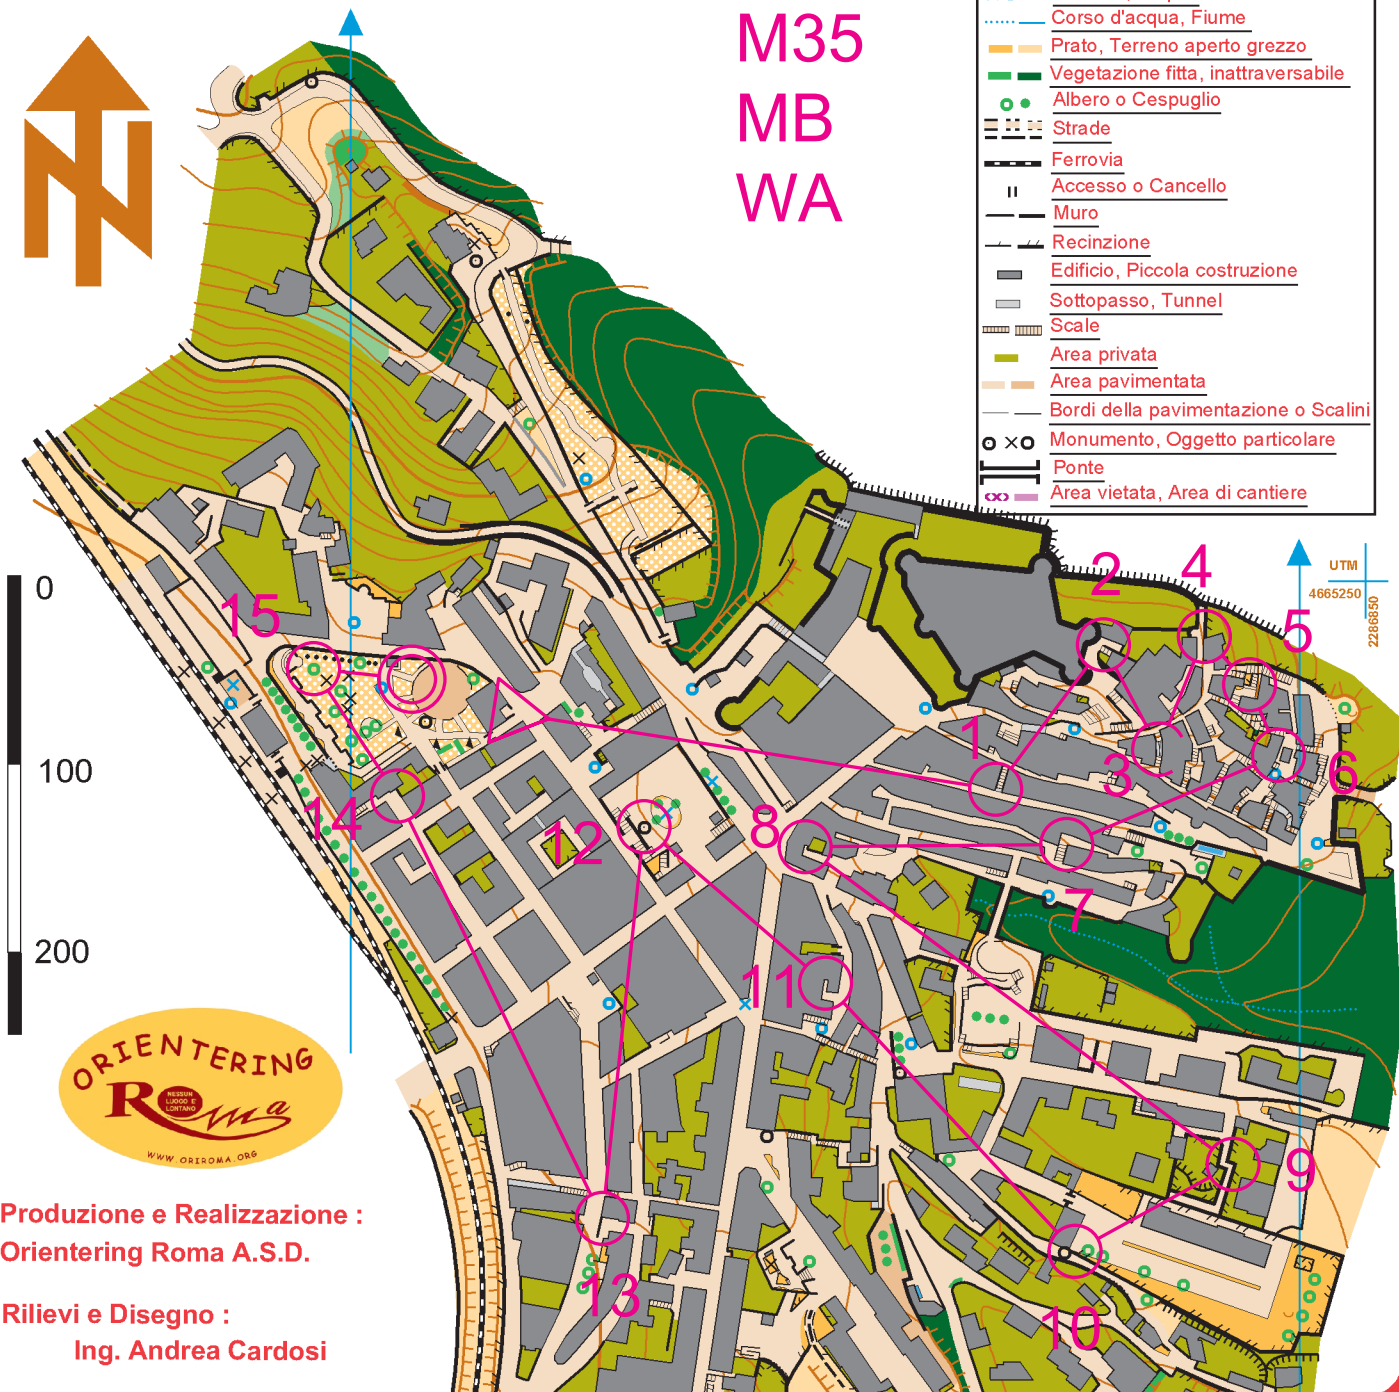 M35
MB
WA
Corso d'acqua, Fiume
Prato, Terreno aperto grezzo
Vegetazione fitta, inattraversabile
Albero o Cespuglio
Strade
Ferrovia
Accesso o Cancello
Muro
Recinzione
Edificio, Piccola costruzione
Sottopasso, Tunnel
Scale
Area privata
Area pavimentata
Bordi della pavimentazione o Scalini
Monumento, Oggetto particolare
Ponte
Area vietata, Area di cantiere
UTM
4665250
2286850
0
100
200
1
2
3
4
5
6
7
8
9
10
11
12
13
14
15
ORIENTERING
Roma
NESSUN
LUOGO E'
LONTANO
WWW.ORIROMA.ORG
Produzione e Realizzazione :
Orientering Roma A.S.D.
Rilievi e Disegno :
Ing. Andrea Cardosi